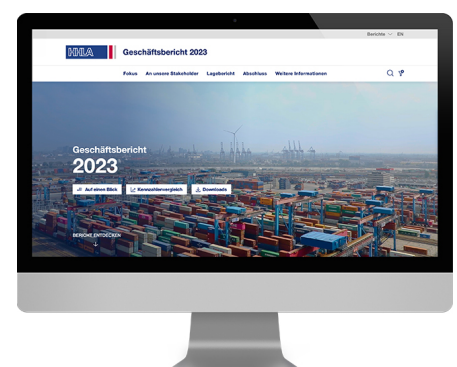 Berichte EN
HHLA Geschäftsbericht 2023
Fokus An unsere Stakeholder Lagebericht Abschluss Weitere Informationen
Geschäftsbericht
2023
Auf einen Blick Kennzahlenvergleich Downloads
BERICHT ENTDECKEN